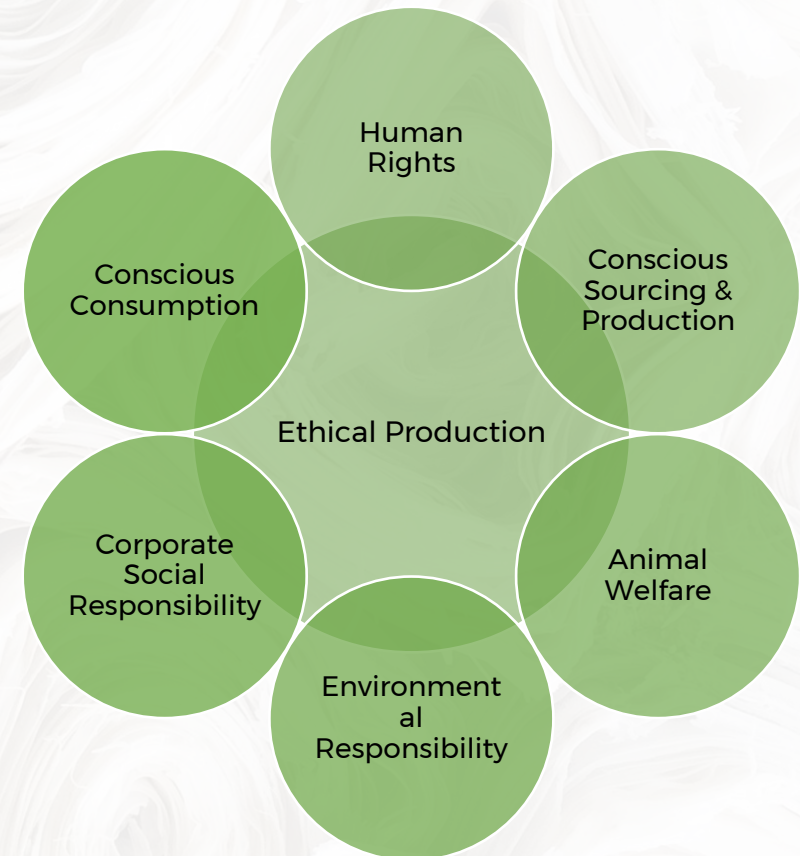 Human
Rights
Conscious
Sourcing &
Production
Conscious
Consumption
Ethical Production
Animal
Welfare
Corporate
Social
Responsibility
Environment
al
Responsibility